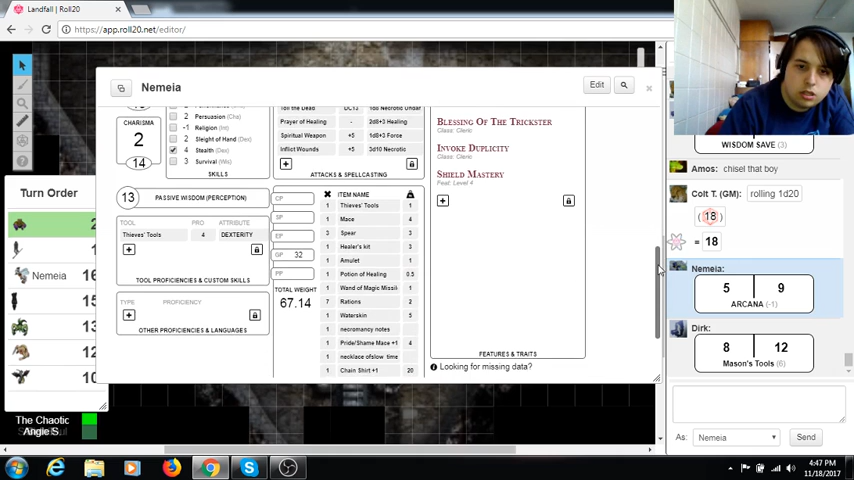 Landfall | Roll20
https://app.roll20.net/editor/
Nemeia
Edit
CHARISMA
2
14
2 Persuasion (Cha)
-1 Religion (Int)
2 Sleight of Hand (Dex)
4 Stealth (Dex)
3 Survival (Wis)
SKILLS
Toll the Dead DC12 1d8 Necrotic
Prayer of Healing - 2d8+3 Healing
Spiritual Weapon +5 1d8+3 Force
Inflict Wounds +5 3d10 Necrotic
ATTACKS & SPELLCASTING
BLESSING OF THE TRICKSTER
Class: Cleric
INVOKE DUPLICITY
Class: Cleric
SHIELD MASTERY
Feat: Level 4
13 PASSIVE WISDOM (PERCEPTION)
TOOL PRO ATTRIBUTE
Thieves' Tools 4 DEXTERITY
TOOL PROFICIENCIES & CUSTOM SKILLS
TYPE PROFICIENCY
OTHER PROFICIENCIES & LANGUAGES
CP
SP
EP
GP 32
PP
TOTAL WEIGHT
67.14
ITEM NAME
1 Thieves' Tools 1
1 Mace 4
3 Spear 3
1 Healer's kit 3
1 Amulet 1
1 Potion of Healing 0.5
1 Wand of Magic Missil 1
7 Rations 2
1 Waterskin 5
1 necromancy notes
1 Pride/Shame Mace +1 4
1 necklace ofslow time
1 Chain Shirt +1 20
FEATURES & TRAITS
Looking for missing data?
Turn Order
2
1
Nemeia 16
15
13
12
10
The Chaotic
Angie S.
WISDOM SAVE (3)
Amos: chisel that boy
Colt T. (GM): rolling 1d20
(18)
= 18
Nemeia:
5 9
ARCANA (-1)
Dirk:
8 12
Mason's Tools (6)
As: Nemeia Send
4:47 PM
11/18/2017